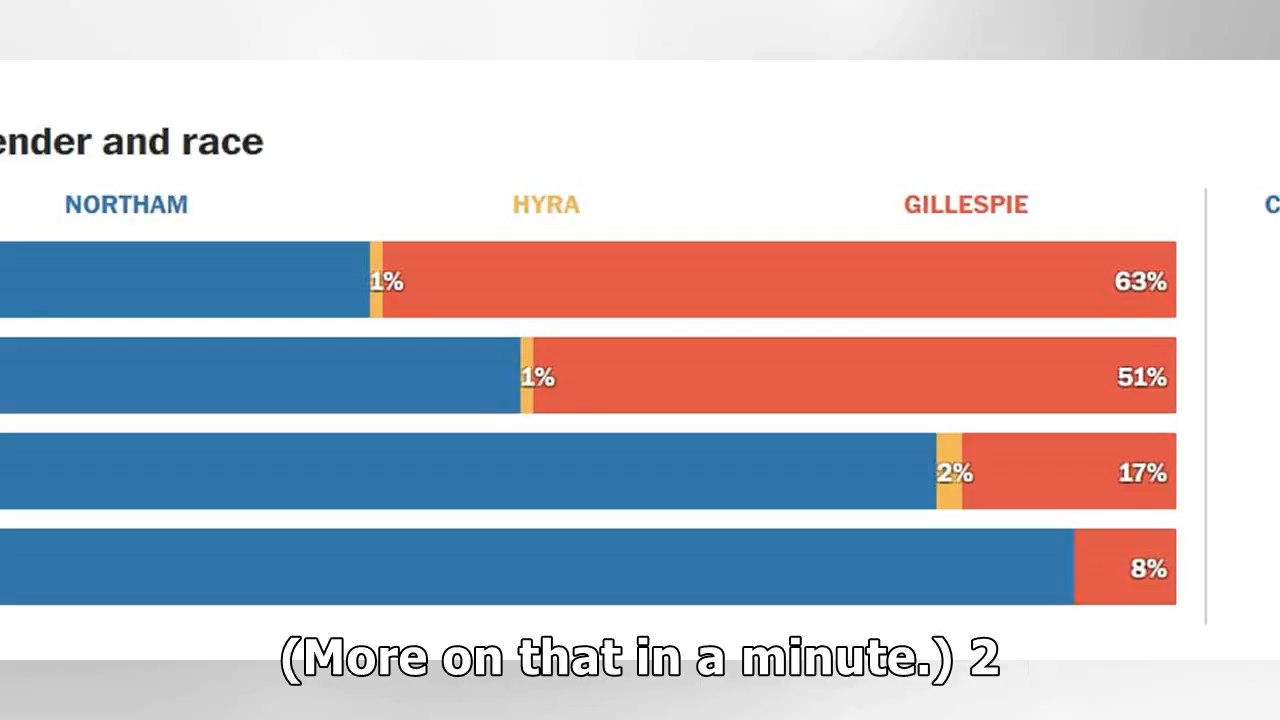 ender and race
NORTHAM HYRA GILLESPIE C
1% 63%
1% 51%
2% 17%
8%
(More on that in a minute.) 2